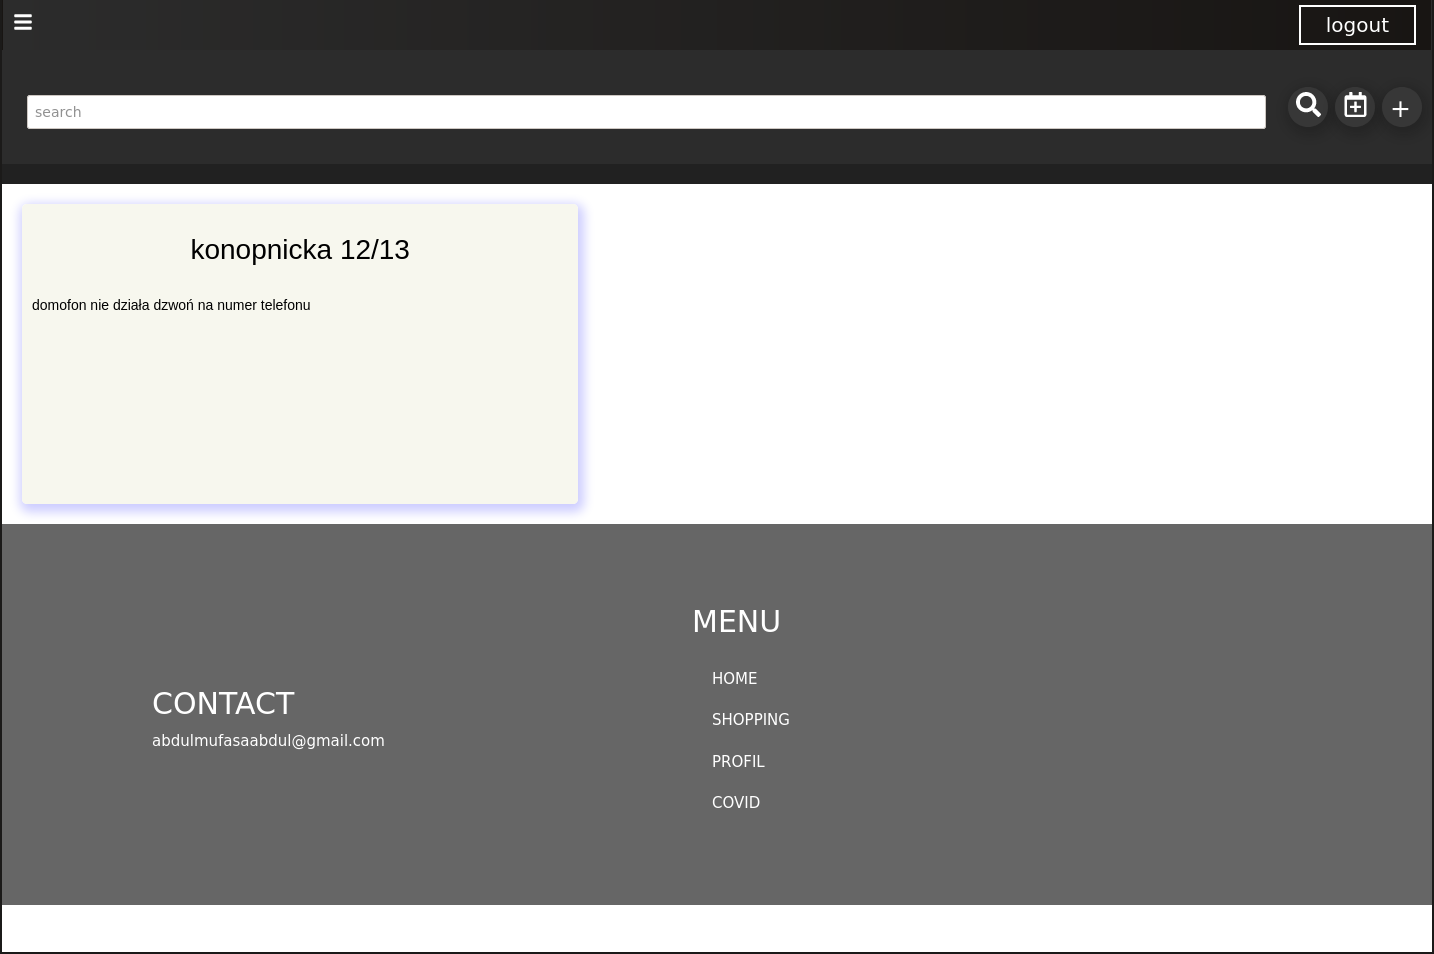 logout
search
konopnicka 12/13
domofon nie działa dzwoń na numer telefonu
MENU
HOME
CONTACT
SHOPPING
abdulmufasaabdul@gmail.com
PROFIL
COVID